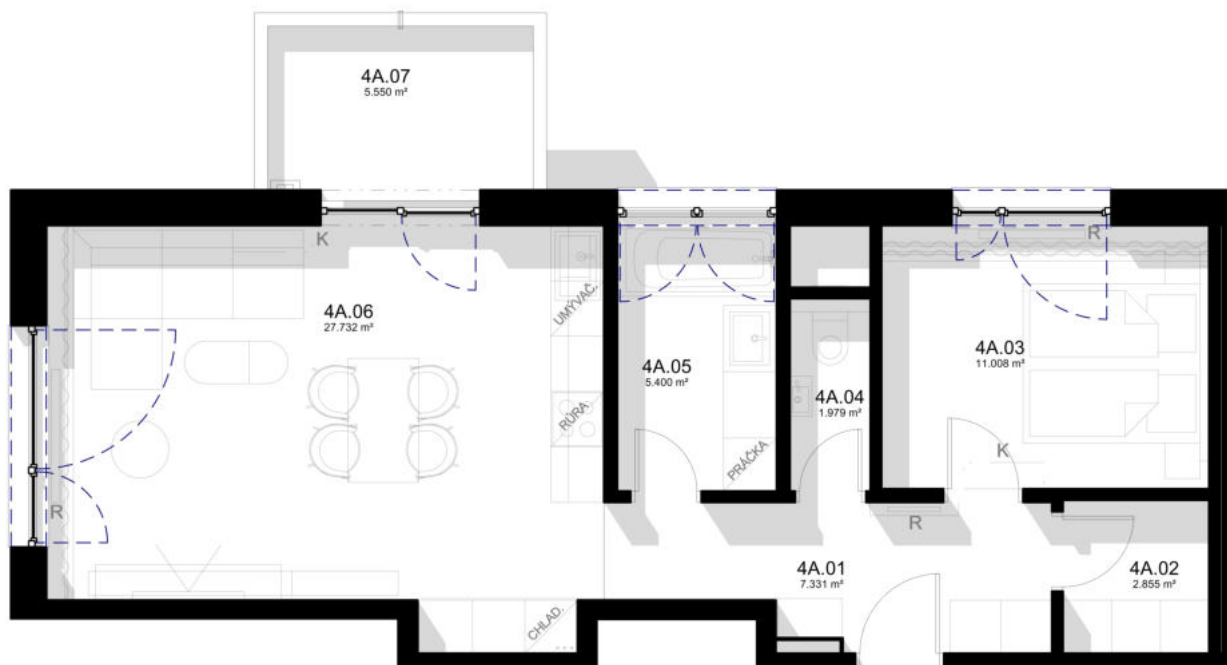 4A.07
5.550 m²
K
R
4A.06
27.732 m²
UMÝVAČ.
4A.05
5.400 m²
4A.03
11.008 m²
4A.04
1.979 m²
RÚRA
PRÁČKA
K
R
R
4A.01
7.331 m²
4A.02
2.855 m²
CHLAD.